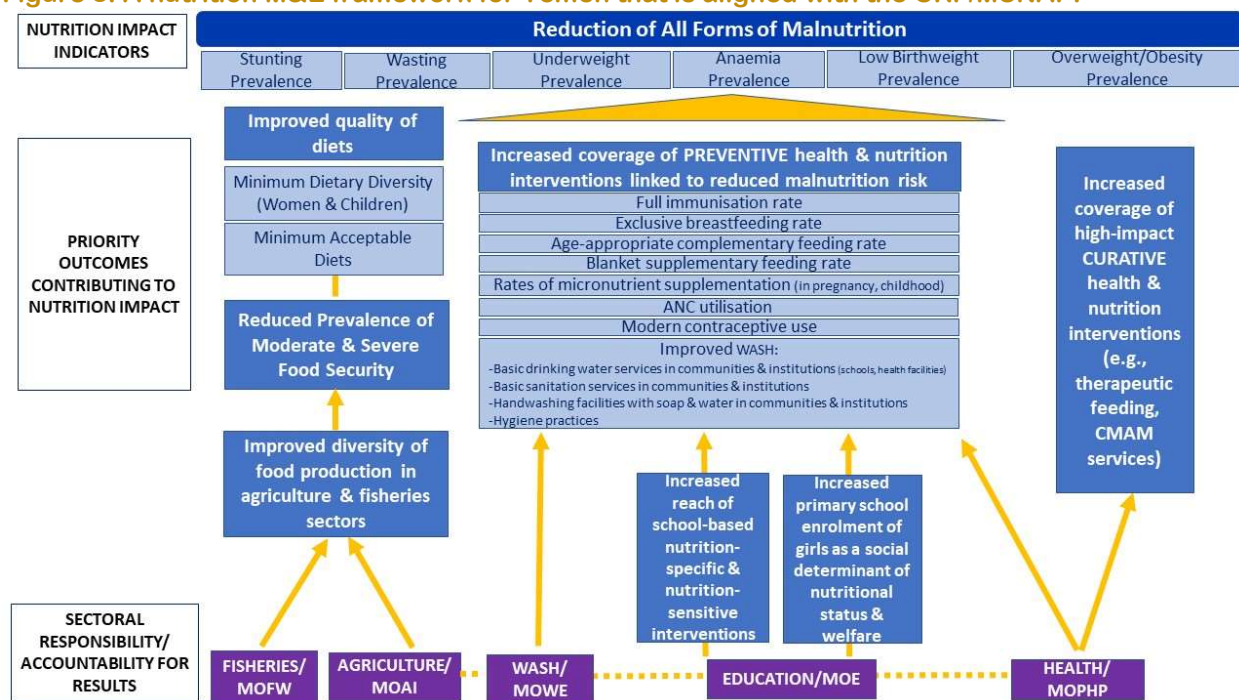 NUTRITION IMPACT
INDICATORS
Reduction of All Forms of Malnutrition
Stunting
Prevalence
Wasting
Prevalence
Underweight
Prevalence
Anaemia
Prevalence
Low Birthweight
Prevalence
Overweight/Obesity
Prevalence
PRIORITY
OUTCOMES
CONTRIBUTING TO
NUTRITION IMPACT
Improved quality of
diets
Minimum Dietary Diversity
(Women & Children)
Minimum Acceptable
Diets
Reduced Prevalence of
Moderate & Severe
Food Security
Improved diversity of
food production in
agriculture & fisheries
sectors
Increased coverage of PREVENTIVE health & nutrition
interventions linked to reduced malnutrition risk
Full immunisation rate
Exclusive breastfeeding rate
Age-appropriate complementary feeding rate
Blanket supplementary feeding rate
Rates of micronutrient supplementation (in pregnancy, childhood)
ANC utilisation
Modern contraceptive use
Improved WASH:
-Basic drinking water services in communities & institutions (schools, health facilities)
-Basic sanitation services in communities & institutions
-Handwashing facilities with soap & water in communities & institutions
-Hygiene practices
Increased
reach of
school-based
nutrition-
specific &
nutrition-
sensitive
interventions
Increased
primary school
enrolment of
girls as a social
determinant of
nutritional
status &
welfare
Increased
coverage of
high-impact
CURATIVE
health &
nutrition
interventions
(e.g.,
therapeutic
feeding,
CMAM
services)
SECTORAL
RESPONSIBILITY/
ACCOUNTABILITY FOR
RESULTS
FISHERIES/
MOFW
AGRICULTURE/
MOAI
WASH/
MOWE
EDUCATION/MOE
HEALTH/
MOPHP